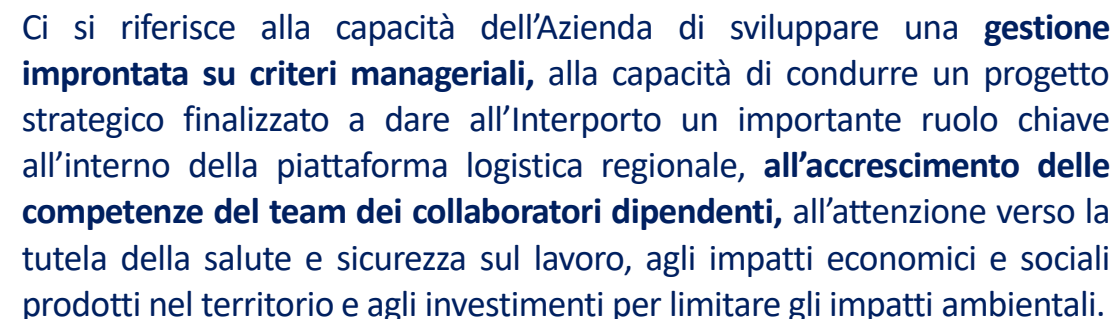 Ci si riferisce alla capacità dell'Azienda di sviluppare una gestione
improntata su criteri manageriali, alla capacità di condurre un progetto
strategico finalizzato a dare all'Interporto un importante ruolo chiave
all'interno della piattaforma logistica regionale, all'accrescimento delle
competenze del team dei collaboratori dipendenti, all'attenzione verso la
tutela della salute e sicurezza sul lavoro, agli impatti economici e sociali
prodotti nel territorio e agli investimenti per limitare gli impatti ambientali.